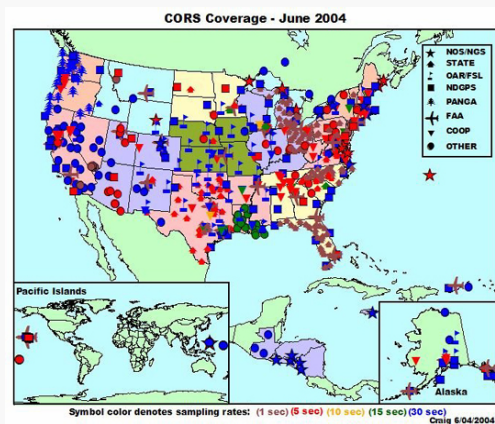 CORS Coverage - June 2004
NOS/NGS
STATE
OAR/FSL
NDGPS
PANGA
FAA
COOP
OTHER
Pacific Islands
Alaska
Symbol color denotes sampling rates: (1 sec) (5 sec) (10 sec) (15 sec) (30 sec)
Craig 6/04/2004